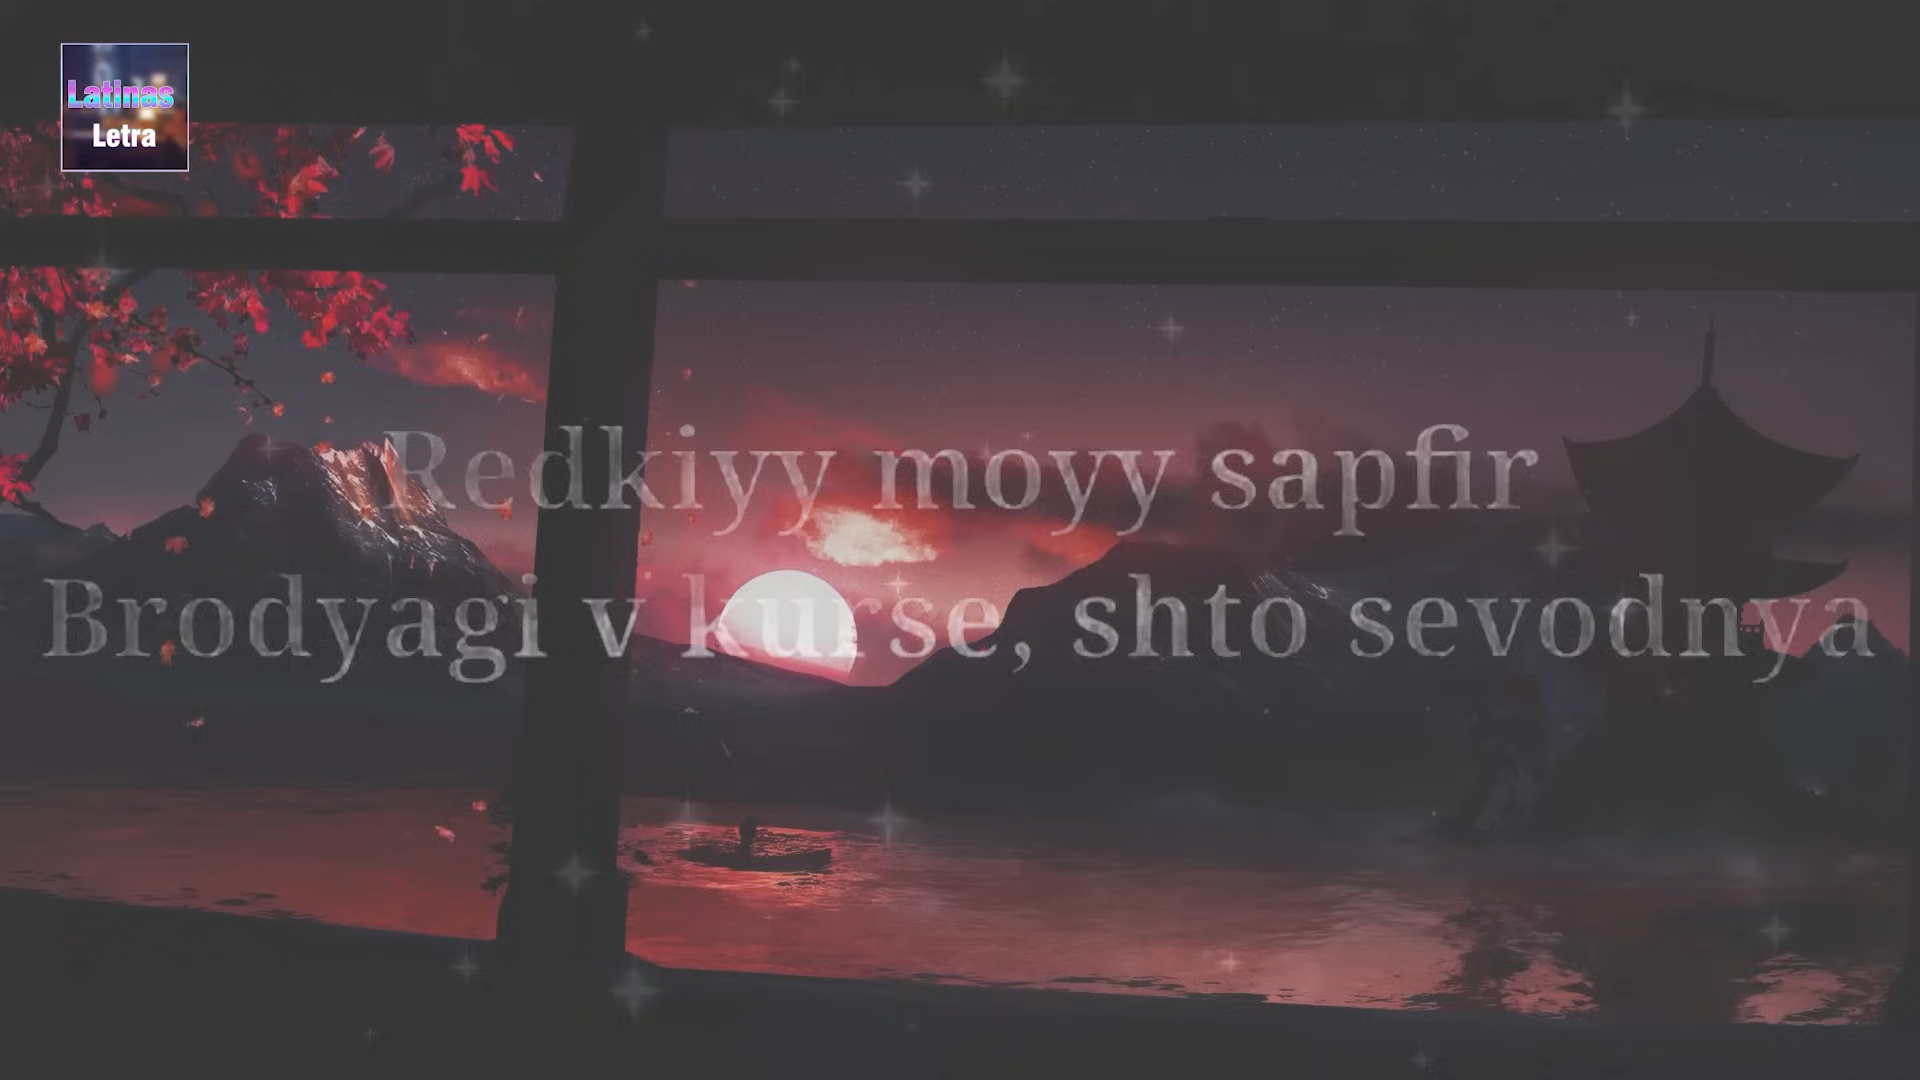 Latinas
Letra
Redkiyy moyy sapfir
Brodyagi v kurse, shto sevodnya